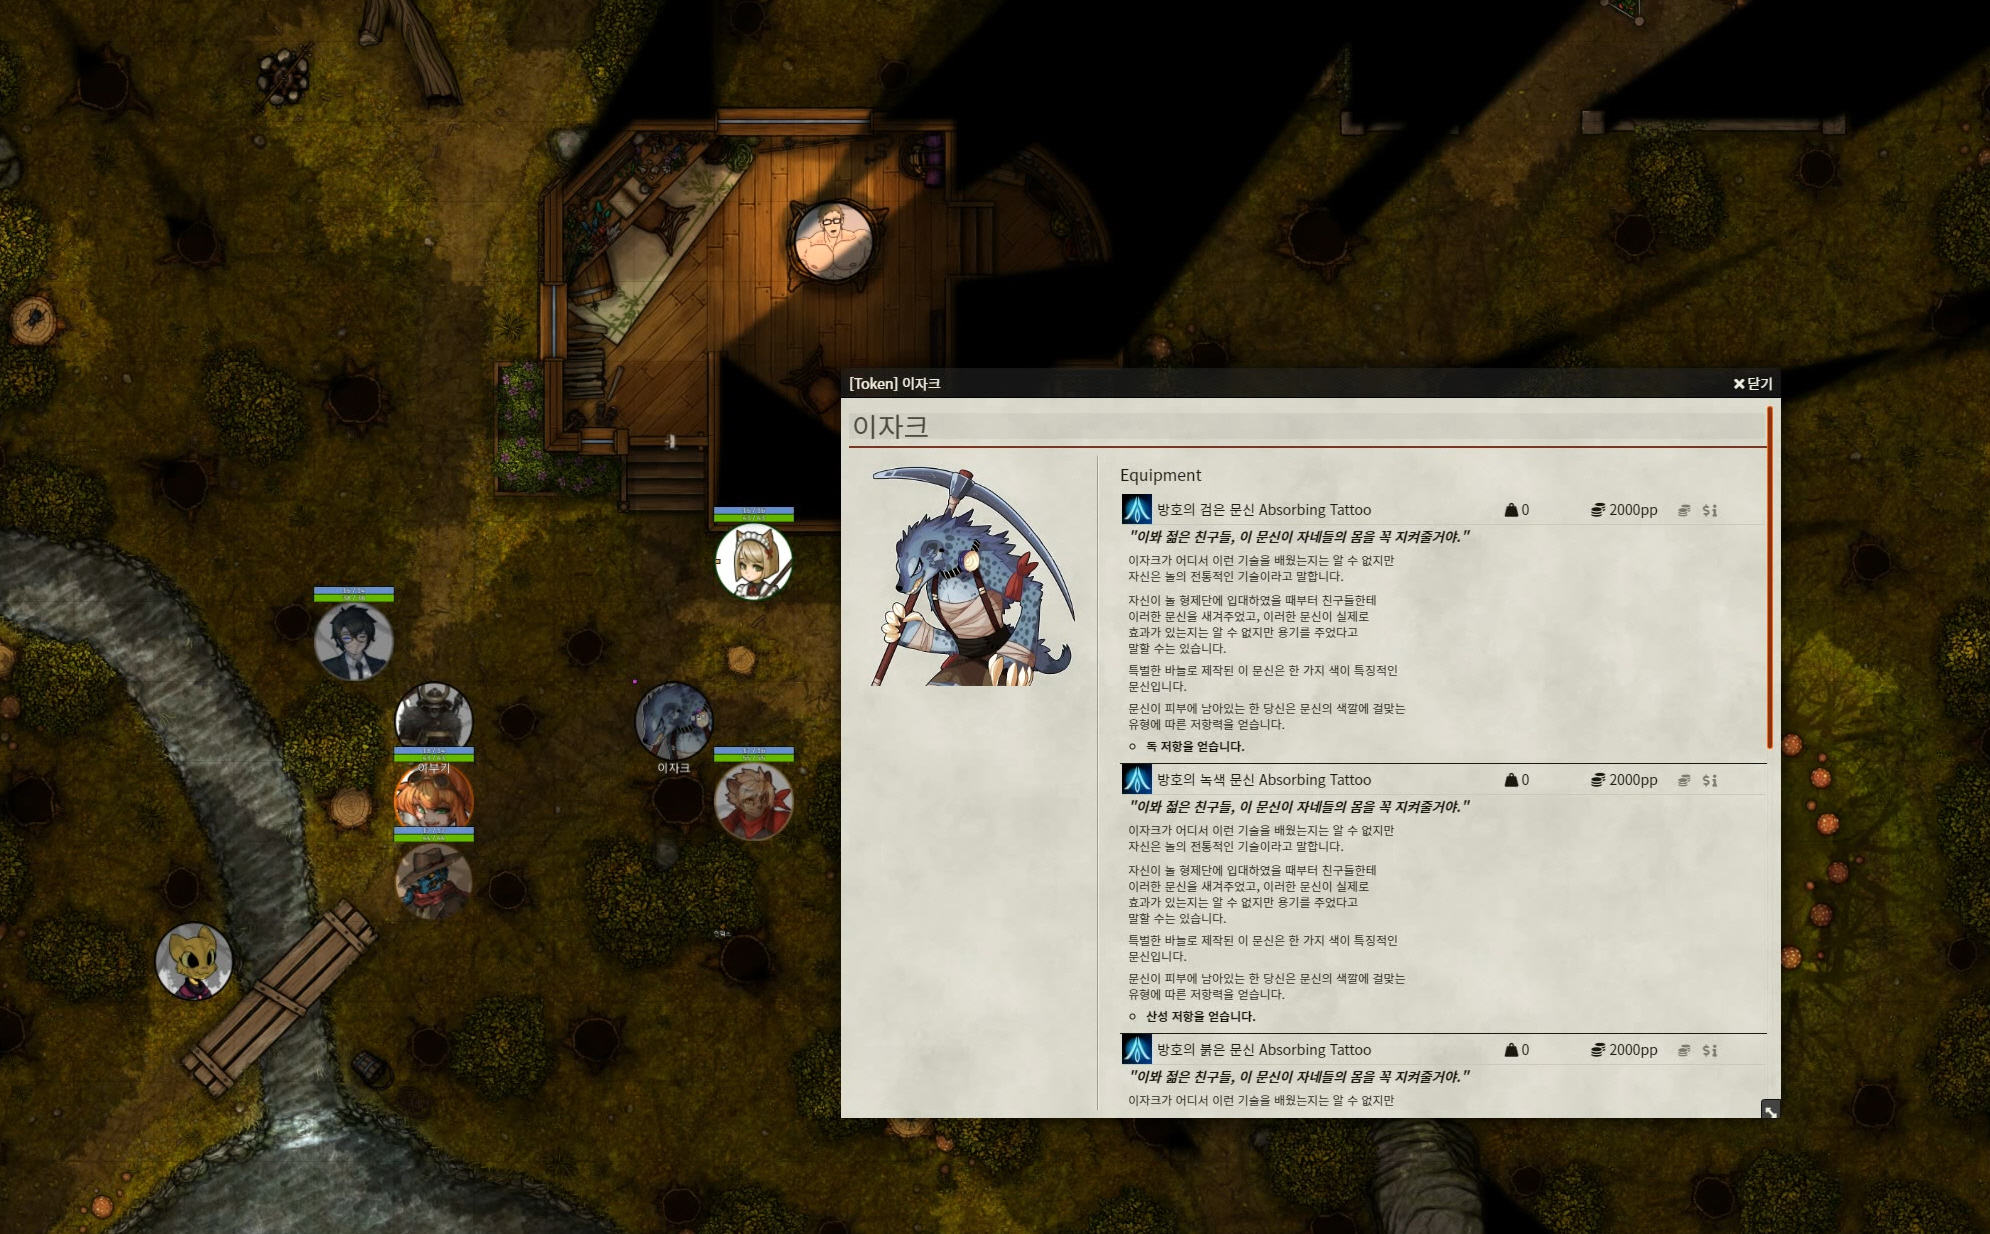 [Token] 이자크
닫기
이자크
Equipment
방호의 검은 문신 Absorbing Tattoo 0 2000pp
"이봐 젊은 친구들, 이 문신이 자네들의 몸을 꼭 지켜줄거야."
이자크가 어디서 이런 기술을 배웠는지는 알 수 없지만
자신은 놀의 전통적인 기술이라고 말합니다.
자신이 놀 형제단에 입대하였을 때부터 친구들한테
이러한 문신을 새겨주었고, 이러한 문신이 실제로
효과가 있는지는 알 수 없지만 용기를 주었다고
말할 수는 있습니다.
특별한 바늘로 제작된 이 문신은 한 가지 색이 특징적인
문신입니다.
문신이 피부에 남아있는 한 당신은 문신의 색깔에 걸맞는
유형에 따른 저항력을 얻습니다.
독 저항을 얻습니다.
방호의 녹색 문신 Absorbing Tattoo 0 2000pp
"이봐 젊은 친구들, 이 문신이 자네들의 몸을 꼭 지켜줄거야."
이자크가 어디서 이런 기술을 배웠는지는 알 수 없지만
자신은 놀의 전통적인 기술이라고 말합니다.
자신이 놀 형제단에 입대하였을 때부터 친구들한테
이러한 문신을 새겨주었고, 이러한 문신이 실제로
효과가 있는지는 알 수 없지만 용기를 주었다고
말할 수는 있습니다.
특별한 바늘로 제작된 이 문신은 한 가지 색이 특징적인
문신입니다.
문신이 피부에 남아있는 한 당신은 문신의 색깔에 걸맞는
유형에 따른 저항력을 얻습니다.
산성 저항을 얻습니다.
방호의 붉은 문신 Absorbing Tattoo 0 2000pp
"이봐 젊은 친구들, 이 문신이 자네들의 몸을 꼭 지켜줄거야."
이자크가 어디서 이런 기술을 배웠는지는 알 수 없지만
이부키
이자크